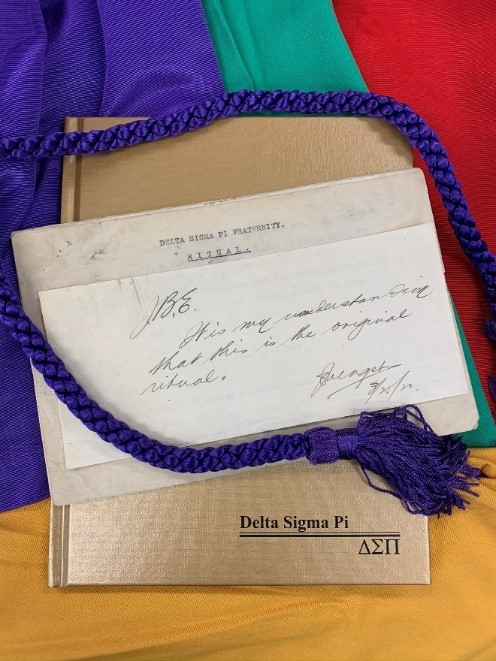 DELTA SIGMA PI FRATERNITY.
RITUAL.
J.B.E.
It is my understanding
that this is the original
ritual.
Delta Sigma Pi
ΔΣΠ